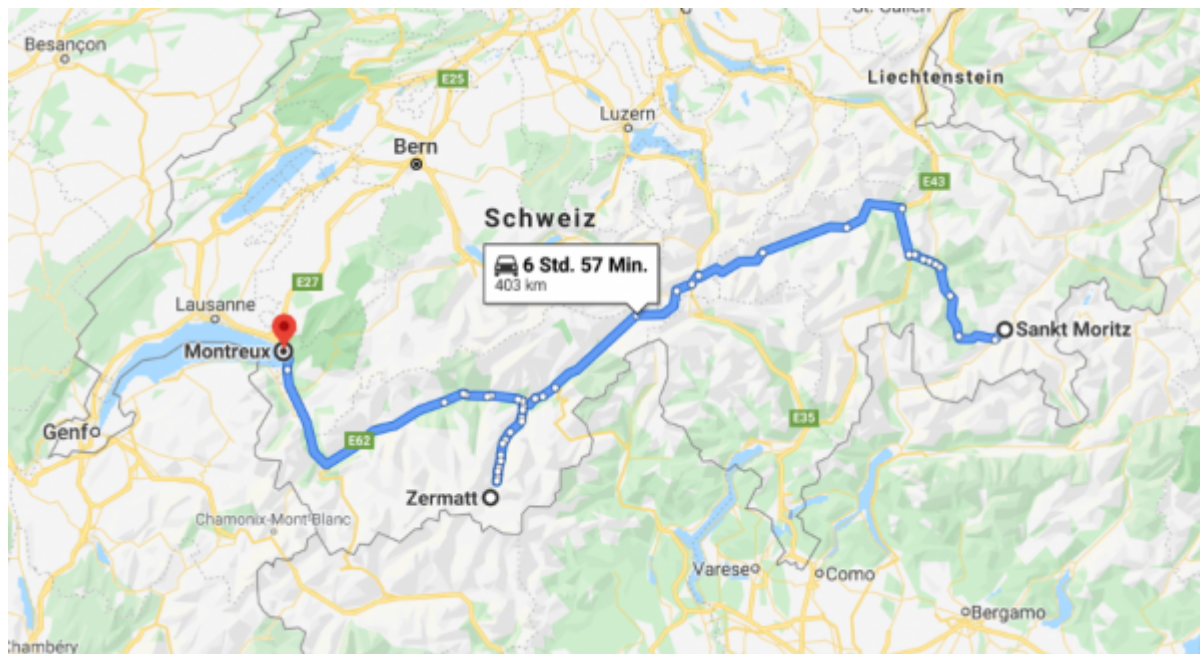 St. Gallen
Besançon
E25
Liechtenstein
Luzern
Bern
E43
Schweiz
6 Std. 57 Min.
403 km
E27
Lausanne
Montreux
Sankt Moritz
E35
Genf
E62
Zermatt
Chamonix-Mont-Blanc
Varese
Como
Bergamo
Chambéry